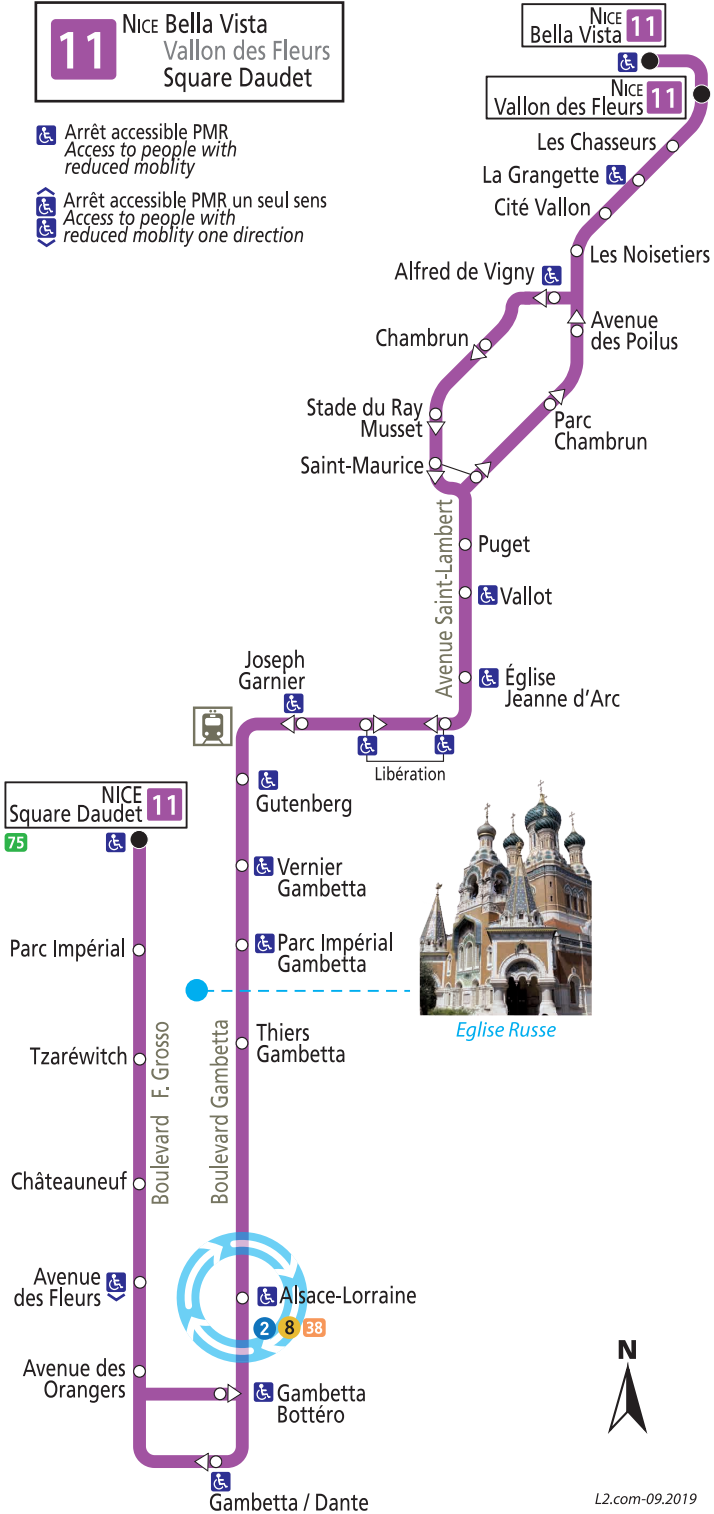 11
NICE Bella Vista
Vallon des Fleurs
Square Daudet
Arrêt accessible PMR
Access to people with
reduced moblity
Arrêt accessible PMR un seul sens
Access to people with
reduced moblity one direction
NICE
Bella Vista 11
NICE
Vallon des Fleurs 11
Les Chasseurs
La Grangette
Cité Vallon
Les Noisetiers
Alfred de Vigny
Avenue
des Poilus
Chambrun
Stade du Ray
Musset
Parc
Chambrun
Saint-Maurice
Avenue Saint-Lambert
Puget
Vallot
Église
Jeanne d'Arc
Joseph
Garnier
Libération
Gutenberg
NICE
Square Daudet 11
75
Vernier
Gambetta
Parc Impérial
Gambetta
Parc Impérial
Eglise Russe
Thiers
Gambetta
Tzaréwitch
Boulevard F. Grosso
Boulevard Gambetta
Châteauneuf
Avenue
des Fleurs
Alsace-Lorraine
2 8 38
Avenue des
Orangers
Gambetta
Bottéro
Gambetta / Dante
N
L2.com-09.2019